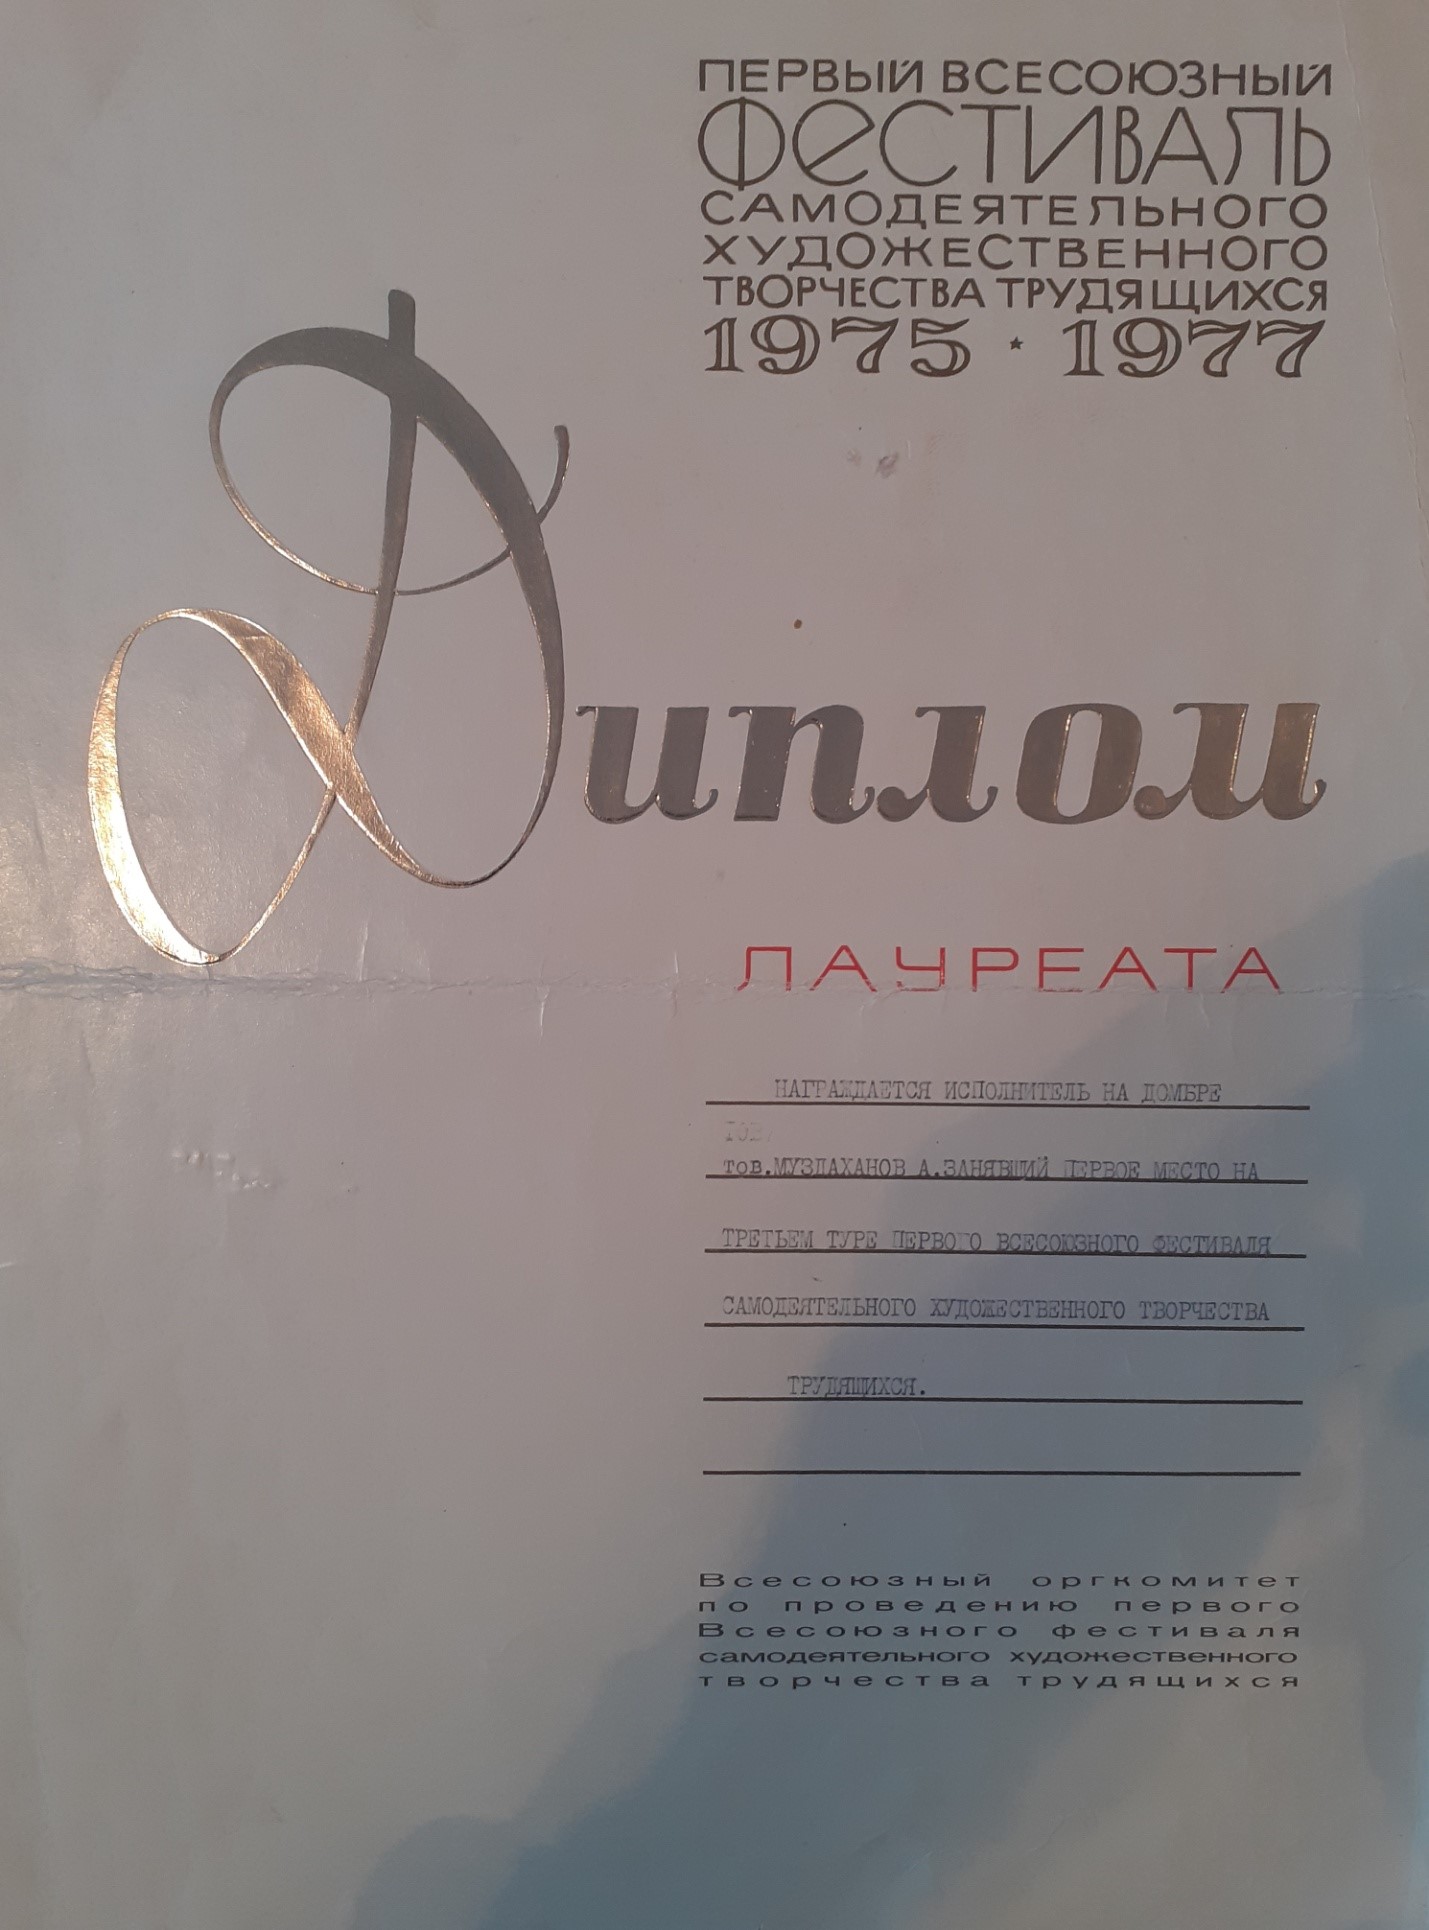 ПЕРВЫЙ ВСЕСОЮЗНЫЙ
ФЕСТИВАЛЬ
САМОДЕЯТЕЛЬНОГО
ХУДОЖЕСТВЕННОГО
ТВОРЧЕСТВА ТРУДЯЩИХСЯ
1975 ★ 1977
Диплом
ЛАУРЕАТА
НАГРАЖДАЕТСЯ ИСПОЛНИТЕЛЬ НА ДОМБРЕ
ТОВ.
тов.МУЗДАХАНОВ А.ЗАНЯВШИЙ ПЕРВОЕ МЕСТО НА
ТРЕТЬЕМ ТУРЕ ПЕРВОГО ВСЕСОЮЗНОГО ФЕСТИВАЛЯ
САМОДЕЯТЕЛЬНОГО ХУДОЖЕСТВЕННОГО ТВОРЧЕСТВА
ТРУДЯЩИХСЯ.
Всесоюзный оргкомитет
по проведению первого
Всесоюзного фестиваля
самодеятельного художественного
творчества трудящихся